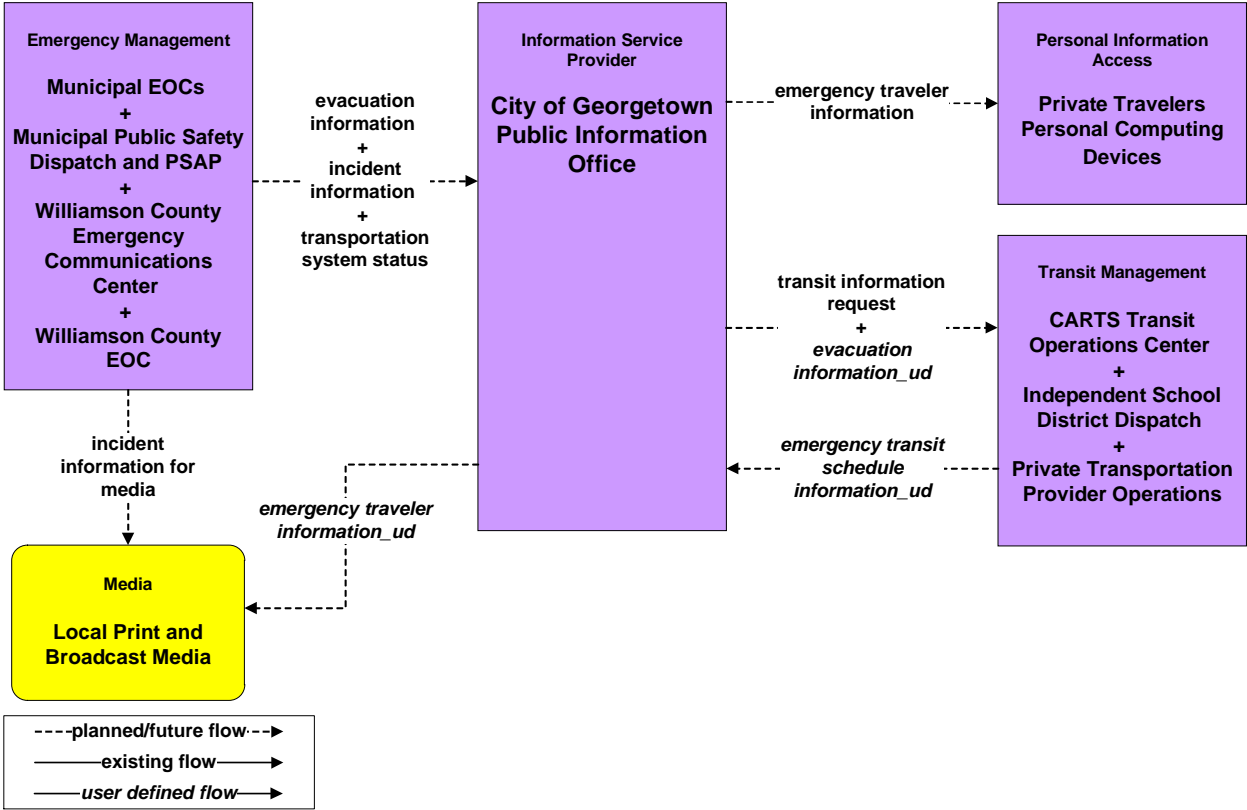 Emergency Management
Municipal EOCs
+
Municipal Public Safety
Dispatch and PSAP
+
Williamson County
Emergency
Communications
Center
+
Williamson County
EOC
evacuation
information
+
incident
information
+
transportation
system status
Information Service
Provider
City of Georgetown
Public Information
Office
emergency traveler
information
Personal Information
Access
Private Travelers
Personal Computing
Devices
transit information
request
+
evacuation
information_ud
emergency transit
schedule
information_ud
Transit Management
CARTS Transit
Operations Center
+
Independent School
District Dispatch
+
Private Transportation
Provider Operations
incident
information for
media
emergency traveler
information_ud
Media
Local Print and
Broadcast Media
planned/future flow
existing flow
user defined flow